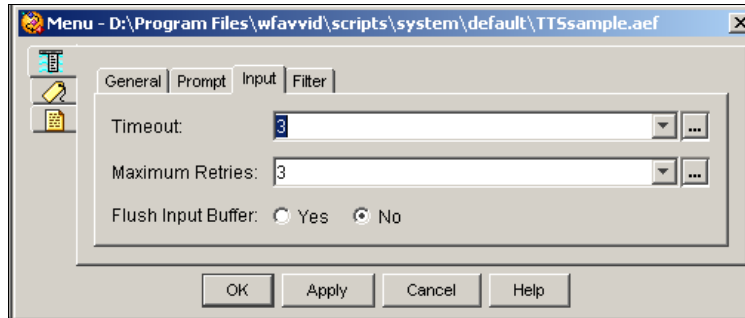 Menu - D:\Program Files\wfavvid\scripts\system\default\TTSsample.aef
General Prompt Input Filter
Timeout: 3 ...
Maximum Retries: 3 ...
Flush Input Buffer: Yes No
OK Apply Cancel Help